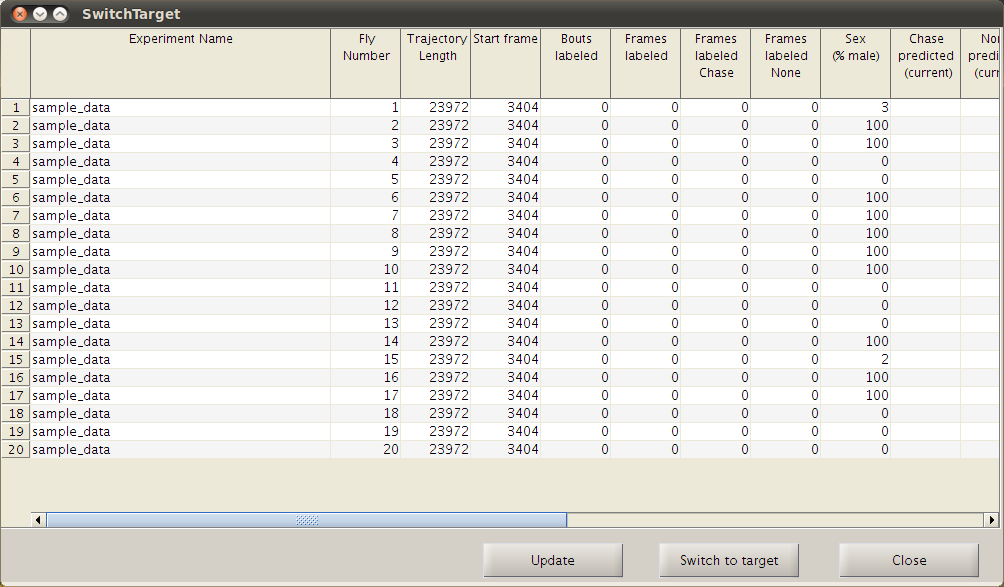 SwitchTarget
Experiment Name Fly Number Trajectory Length Start frame Bouts labeled Frames labeled Frames labeled Chase Frames labeled None Sex (% male) Chase predicted (current)
1 sample_data 1 23972 3404 0 0 0 0 3
2 sample_data 2 23972 3404 0 0 0 0 100
3 sample_data 3 23972 3404 0 0 0 0 100
4 sample_data 4 23972 3404 0 0 0 0 0
5 sample_data 5 23972 3404 0 0 0 0 0
6 sample_data 6 23972 3404 0 0 0 0 100
7 sample_data 7 23972 3404 0 0 0 0 100
8 sample_data 8 23972 3404 0 0 0 0 100
9 sample_data 9 23972 3404 0 0 0 0 100
10 sample_data 10 23972 3404 0 0 0 0 100
11 sample_data 11 23972 3404 0 0 0 0 0
12 sample_data 12 23972 3404 0 0 0 0 0
13 sample_data 13 23972 3404 0 0 0 0 0
14 sample_data 14 23972 3404 0 0 0 0 100
15 sample_data 15 23972 3404 0 0 0 0 2
16 sample_data 16 23972 3404 0 0 0 0 100
17 sample_data 17 23972 3404 0 0 0 0 100
18 sample_data 18 23972 3404 0 0 0 0 0
19 sample_data 19 23972 3404 0 0 0 0 0
20 sample_data 20 23972 3404 0 0 0 0 0
Update Switch to target Close